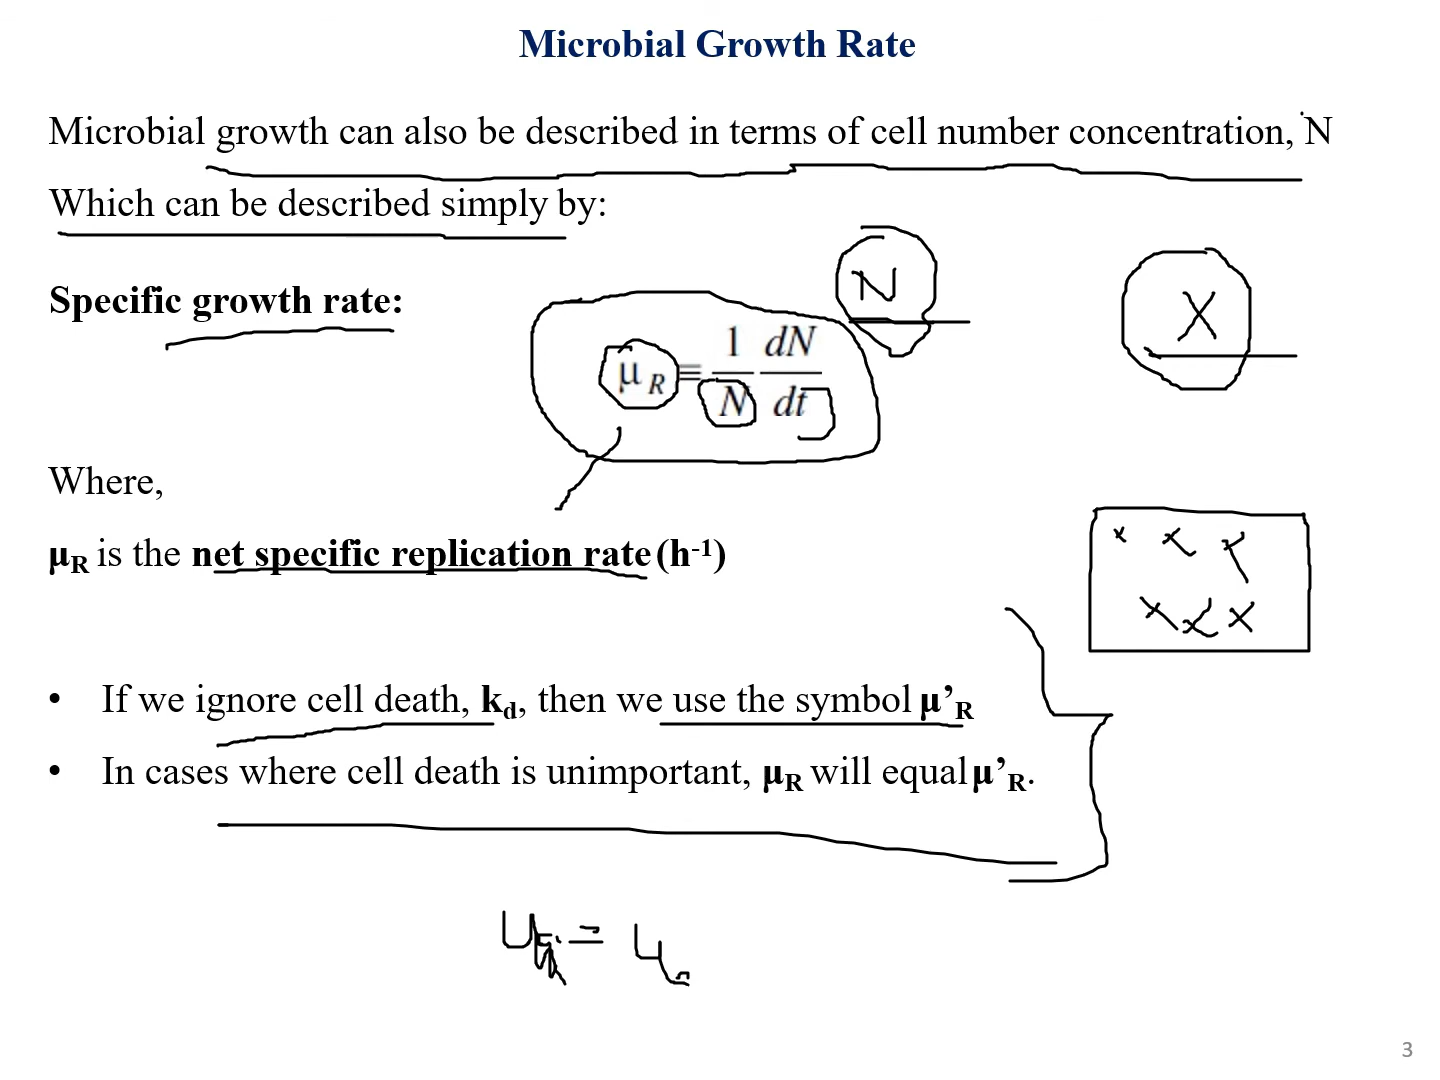 Microbial Growth Rate
Microbial growth can also be described in terms of cell number concentration, N
Which can be described simply by:
N
X
Specific growth rate:
μ_R ≡ 1/N dN/dt
Where,
μR is the net specific replication rate (h-1)
x x x
x x x
• If we ignore cell death, kd, then we use the symbol μ’R
• In cases where cell death is unimportant, μR will equal μ’R.
3